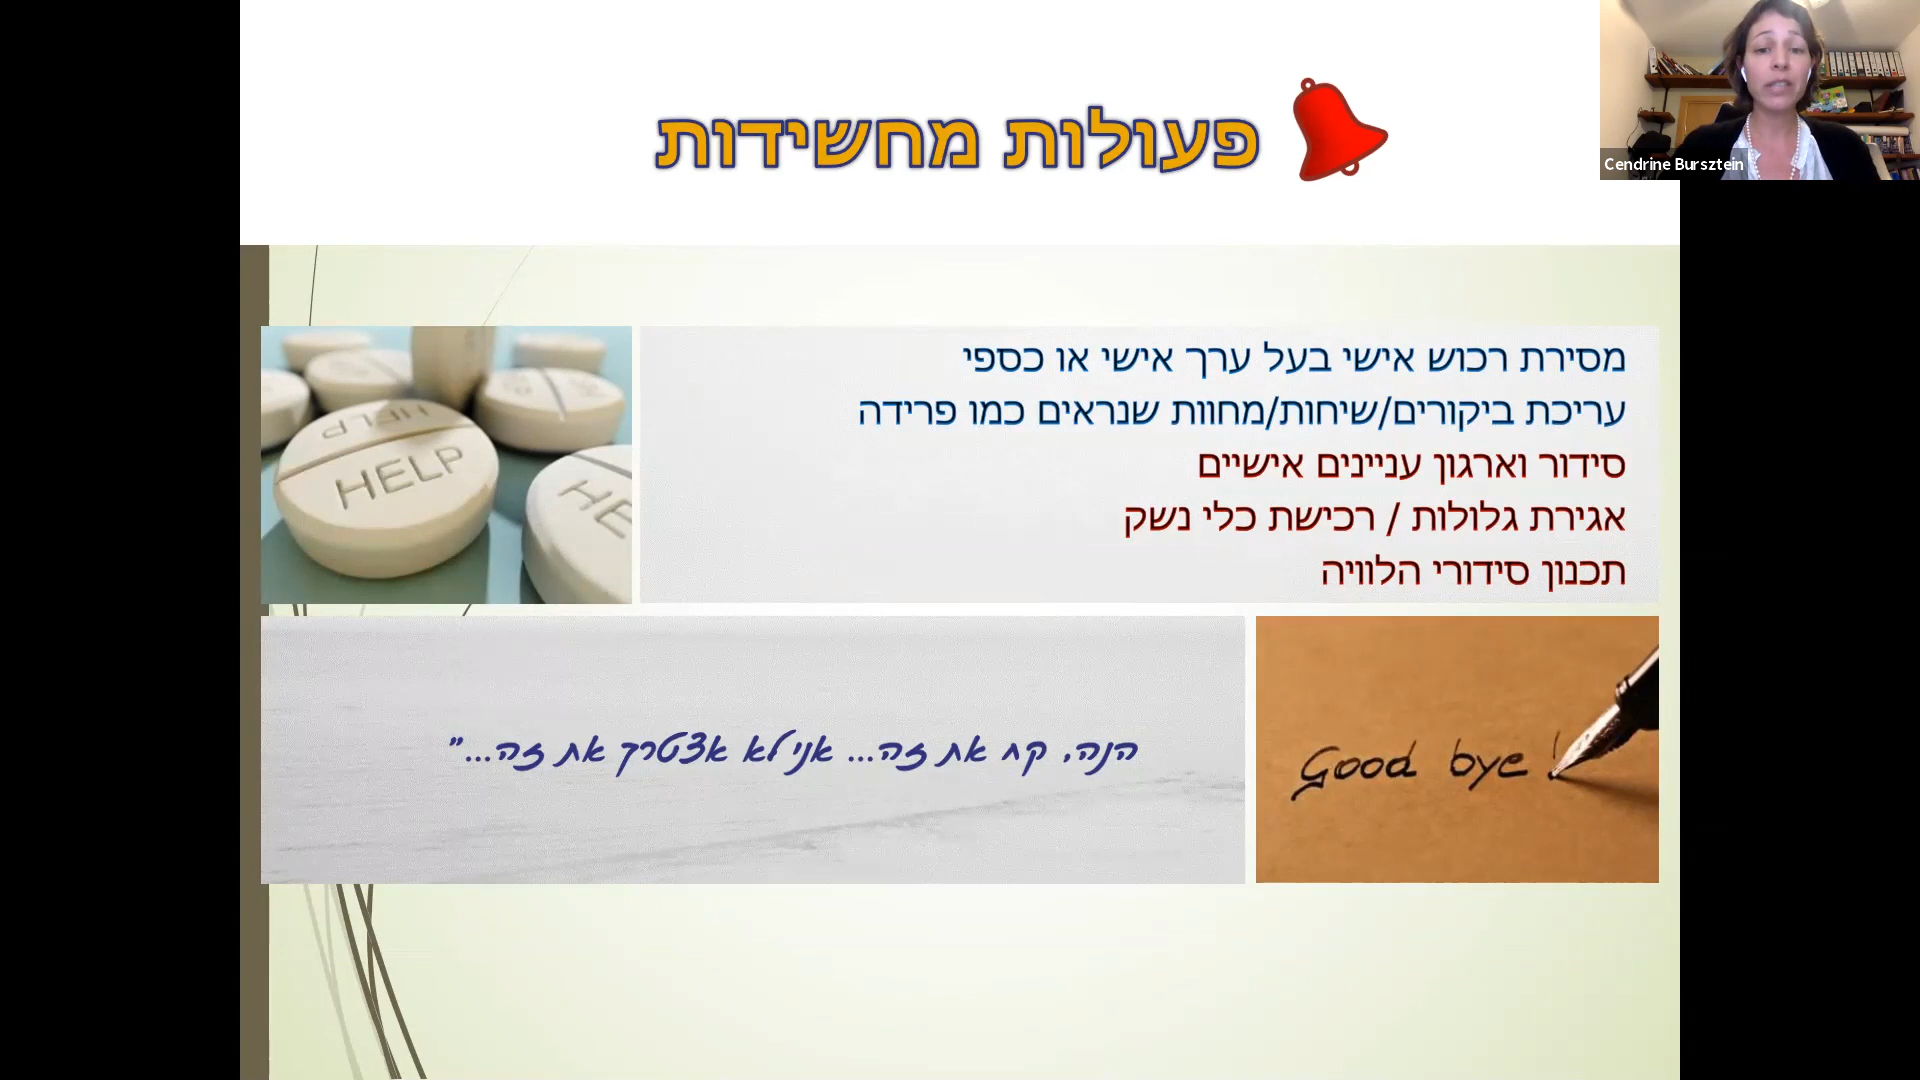 פעולות מחשידות
Cendrine Bursztein
מסירת רכוש אישי בעל ערך אישי או כספי
עריכת ביקורים/שיחות/מחוות שנראים כמו פרידה
סידור וארגון עניינים אישיים
אגירת גלולות / רכישת כלי נשק
תכנון סידורי הלוויה
HELP
HELP
HE
הנה, קח את זה... אני לא אצטרך את זה..."
Good bye !